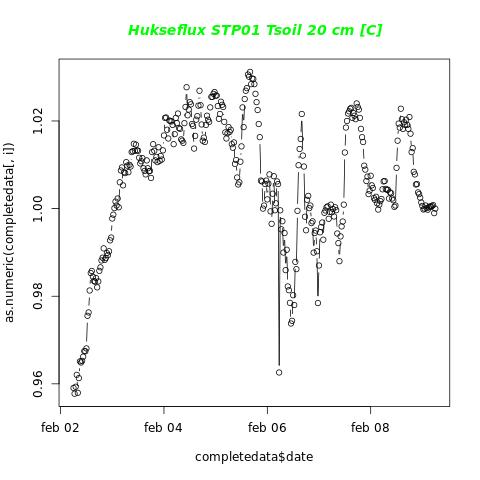 Hukseflux STP01 Tsoil 20 cm [C]
as.numeric(completedata[, i])
1.02
1.00
0.98
0.96
feb 02
feb 04
feb 06
feb 08
completedata$date